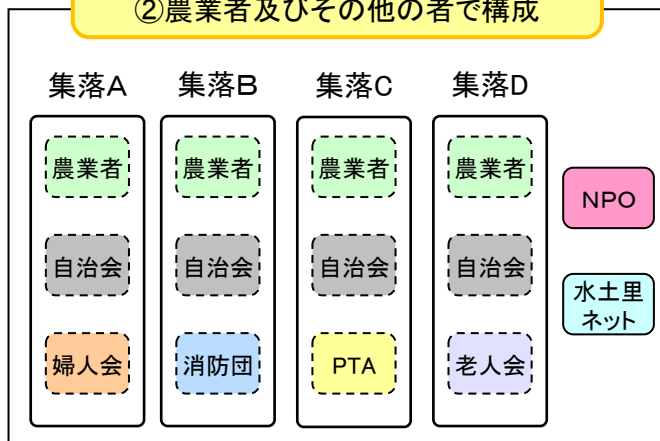 ②農業者及びその他の者で構成
集落A 集落B 集落C 集落D
農業者 農業者 農業者 農業者
NPO
自治会 自治会 自治会 自治会
水土里
ネット
婦人会 消防団 PTA 老人会